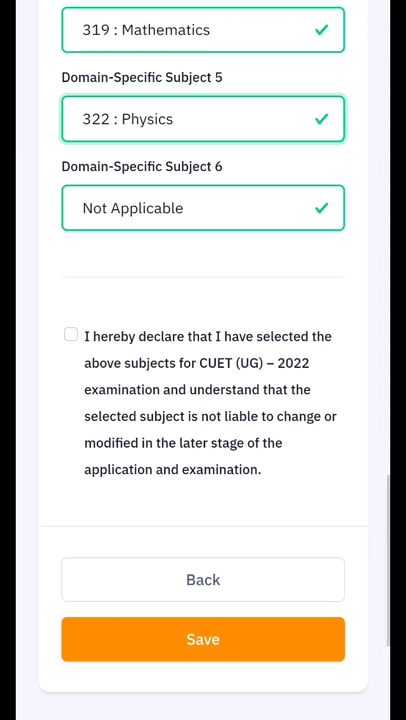 319 : Mathematics
Domain-Specific Subject 5
322 : Physics
Domain-Specific Subject 6
Not Applicable
I hereby declare that I have selected the
above subjects for CUET (UG) – 2022
examination and understand that the
selected subject is not liable to change or
modified in the later stage of the
application and examination.
Back
Save